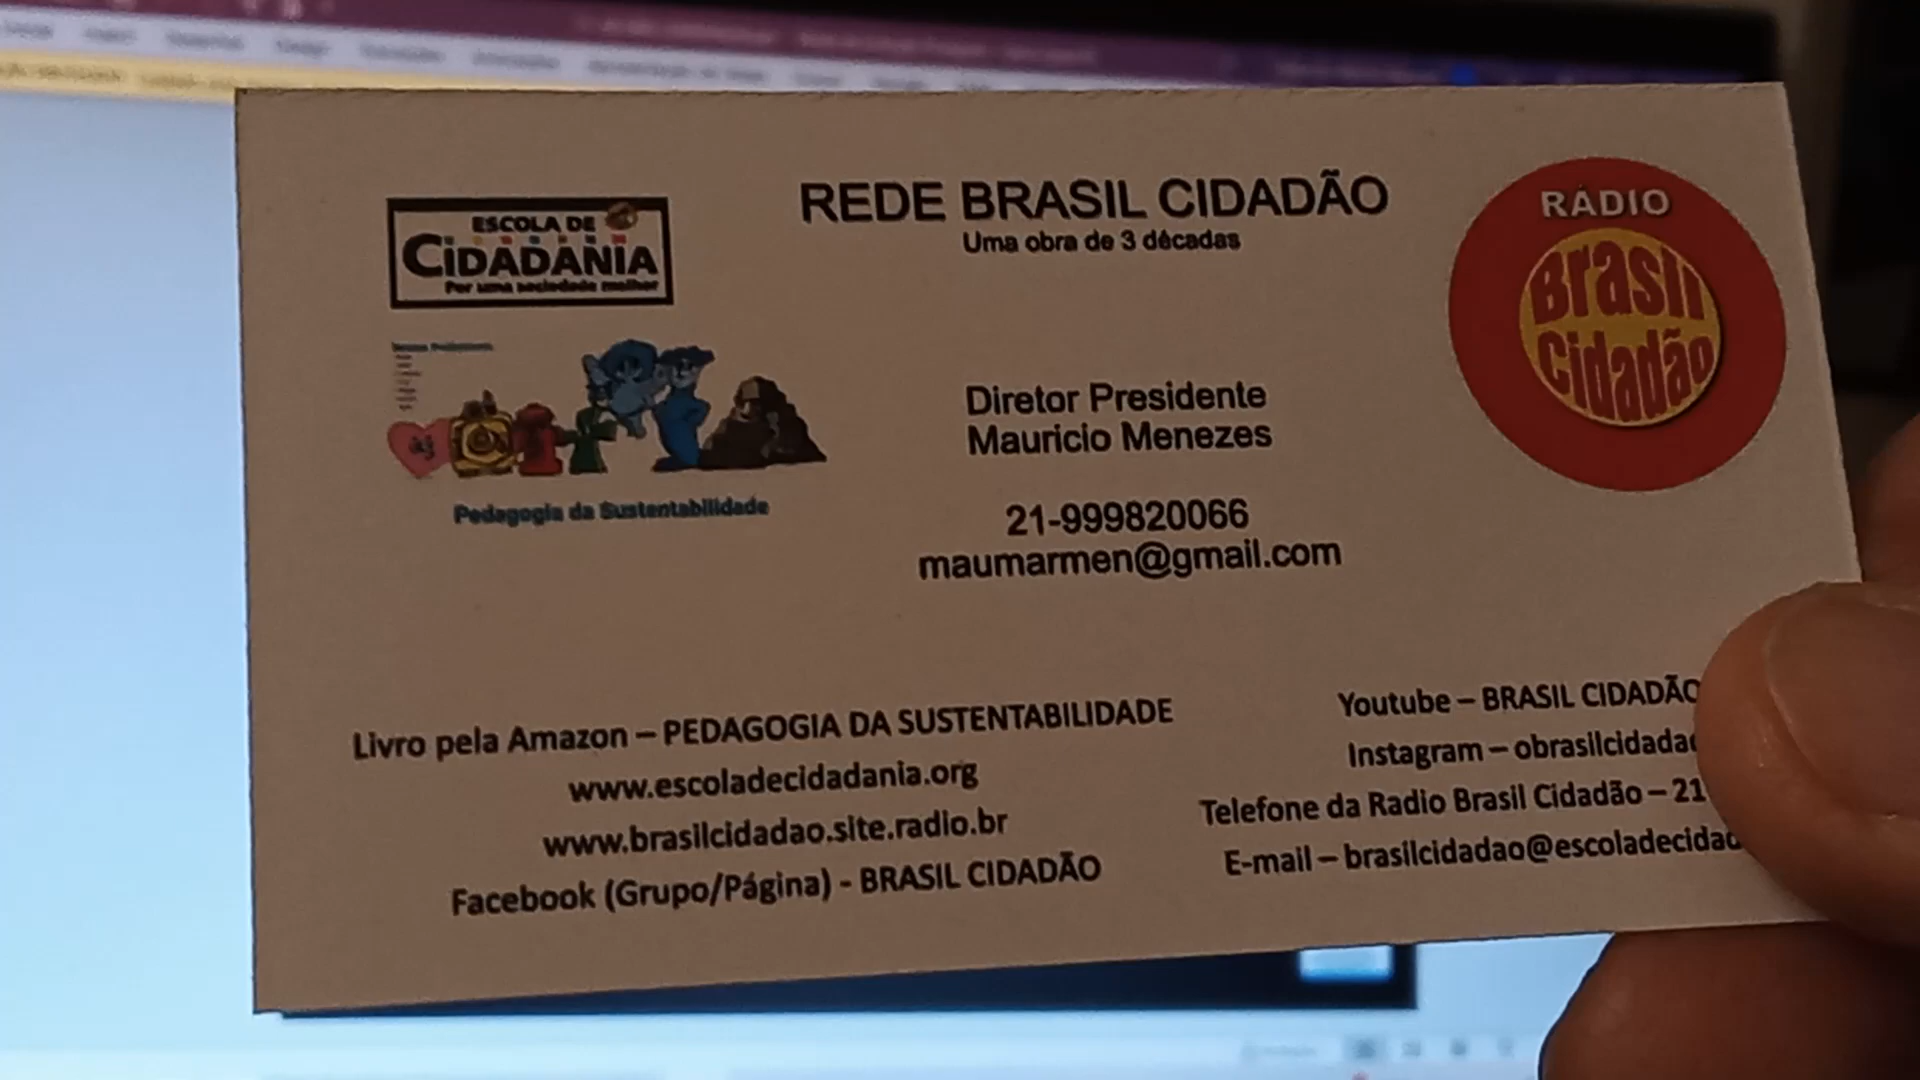 ESCOLA DE
CIDADANIA
Por uma sociedade melhor
Pedagogia da Sustentabilidade
REDE BRASIL CIDADÃO
Uma obra de 3 décadas
Diretor Presidente
Mauricio Menezes
21-999820066
maumarmen@gmail.com
RÁDIO
Brasil
Cidadão
Livro pela Amazon – PEDAGOGIA DA SUSTENTABILIDADE
www.escoladecidadania.org
www.brasilcidadao.site.radio.br
Facebook (Grupo/Página) - BRASIL CIDADÃO
Youtube – BRASIL CIDADÃO
Instagram – obrasilcidadao
Telefone da Radio Brasil Cidadão – 21
E-mail – brasilcidadao@escoladecidad